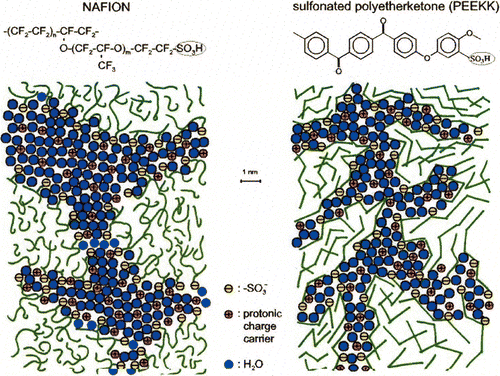 NAFION
-(CF₂-CF₂)ₙ-CF-CF₂-
O-(CF₂-CF-O)ₘ-CF₂-CF₂-SO₃H
CF₃
sulfonated polyetherketone (PEEKK)
O
O
O
O
SO₃H
1 nm
⊖ : -SO₃⁻
⊕ : protonic
charge
carrier
: H₂O